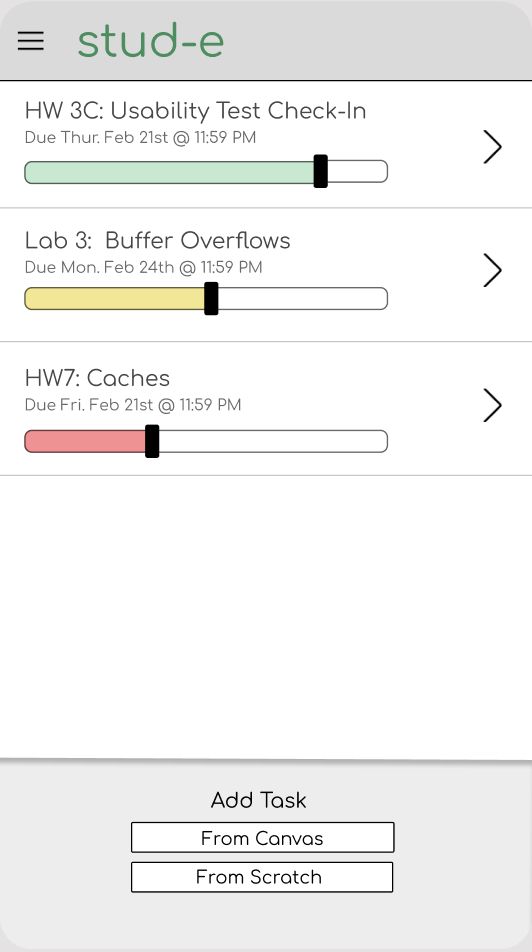 stud-e
HW 3C: Usability Test Check-In
Due Thur. Feb 21st @ 11:59 PM
Lab 3: Buffer Overflows
Due Mon. Feb 24th @ 11:59 PM
HW7: Caches
Due Fri. Feb 21st @ 11:59 PM
Add Task
From Canvas
From Scratch